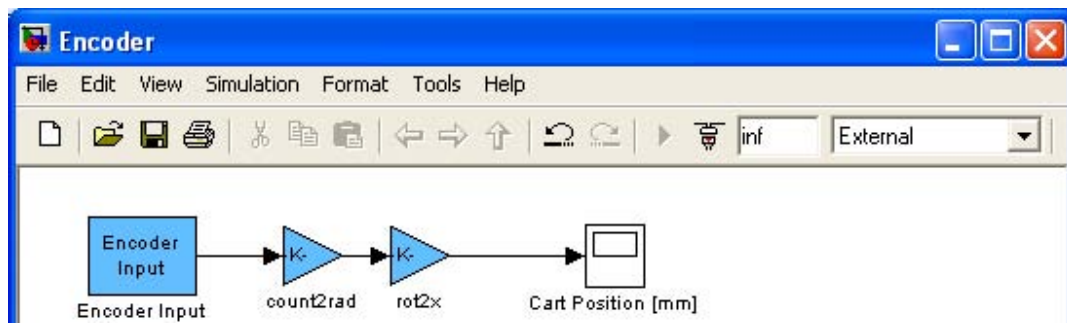 Encoder
File Edit View Simulation Format Tools Help
inf External
Encoder
Input
K-
K-
Encoder Input
count2rad
rot2x
Cart Position [mm]